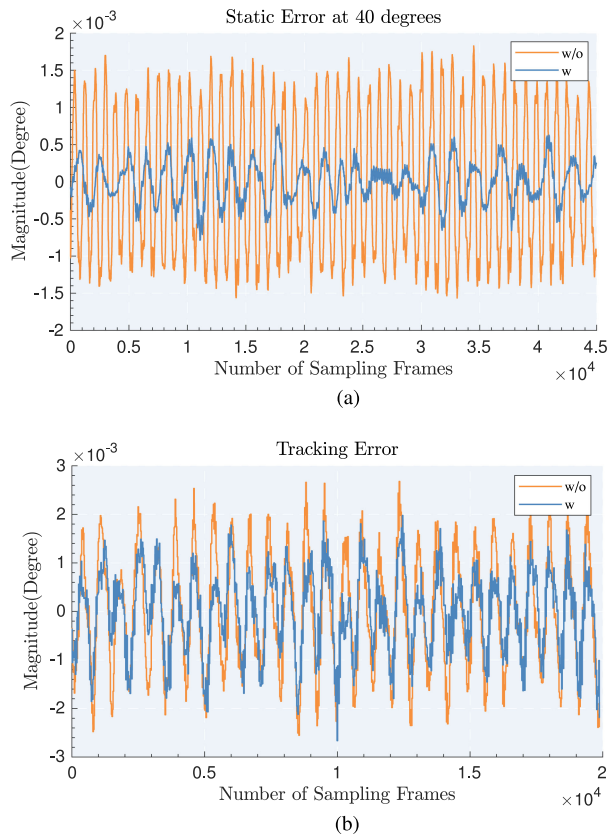 Static Error at 40 degrees
×10⁻³
w/o
w
2
1.5
1
0.5
0
-0.5
-1
-1.5
-2
Magnitude(Degree)
0 0.5 1 1.5 2 2.5 3 3.5 4 4.5
Number of Sampling Frames
×10⁴
(a)
Tracking Error
×10⁻³
w/o
w
3
2
1
0
-1
-2
-3
Magnitude(Degree)
0 0.5 10 1.5 20
Number of Sampling Frames
×10⁴
(b)